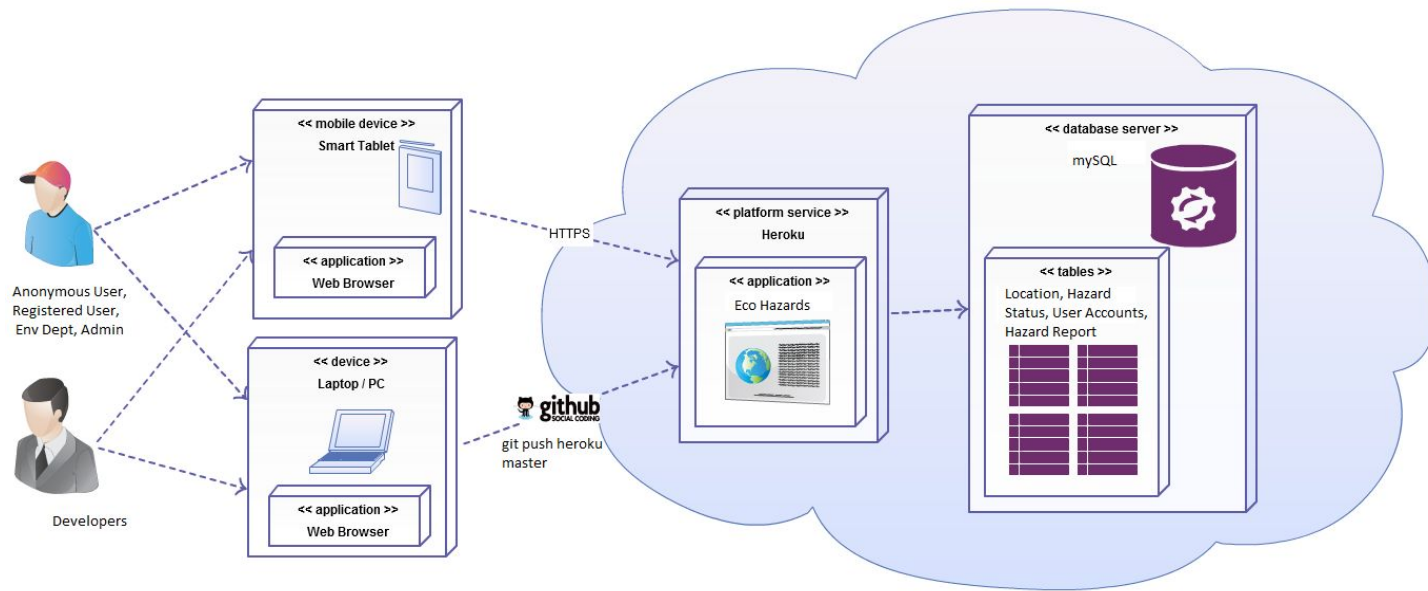 Anonymous User,
Registered User,
Env Dept, Admin
Developers
<< mobile device >>
Smart Tablet
<< application >>
Web Browser
<< device >>
Laptop / PC
<< application >>
Web Browser
HTTPS
github
SOCIAL CODING
git push heroku
master
<< platform service >>
Heroku
<< application >>
Eco Hazards
<< database server >>
mySQL
<< tables >>
Location, Hazard
Status, User Accounts,
Hazard Report